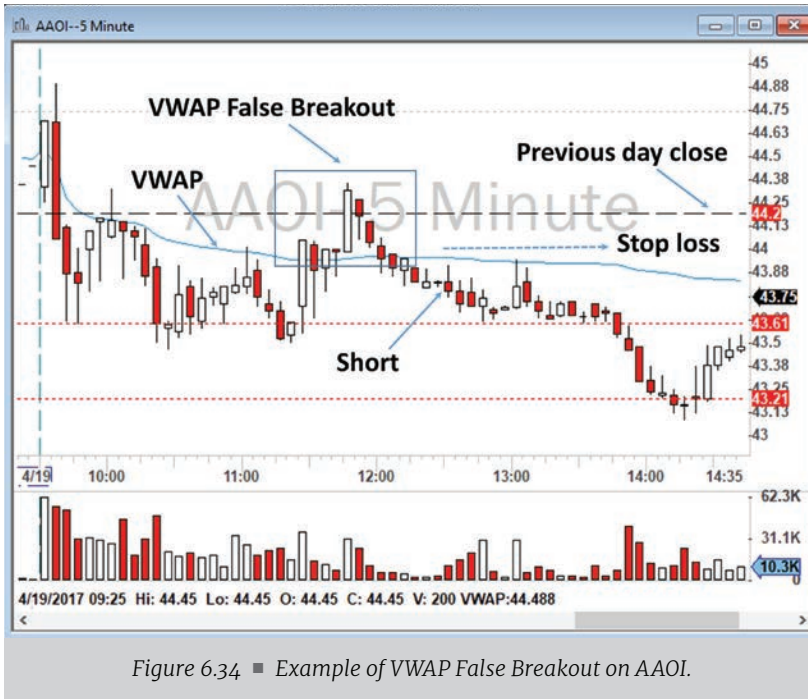 AAOI--5 Minute
45
44.88
VWAP False Breakout
44.75
44.63
Previous day close
44.5
VWAP
44.38
AAOI-5 Minute
44.25
44.2
44.13
Stop loss
44
43.88
43.75
43.61
43.5
Short
43.38
43.25
43.21
43.13
43
4/19 10:00 11:00 12:00 13:00 14:00 14:35
62.3K
31.1K
10.3K
0
4/19/2017 09:25 Hi: 44.45 Lo: 44.45 O: 44.45 C: 44.45 V: 200 VWAP:44.488
Figure 6.34 ■ Example of VWAP False Breakout on AAOI.